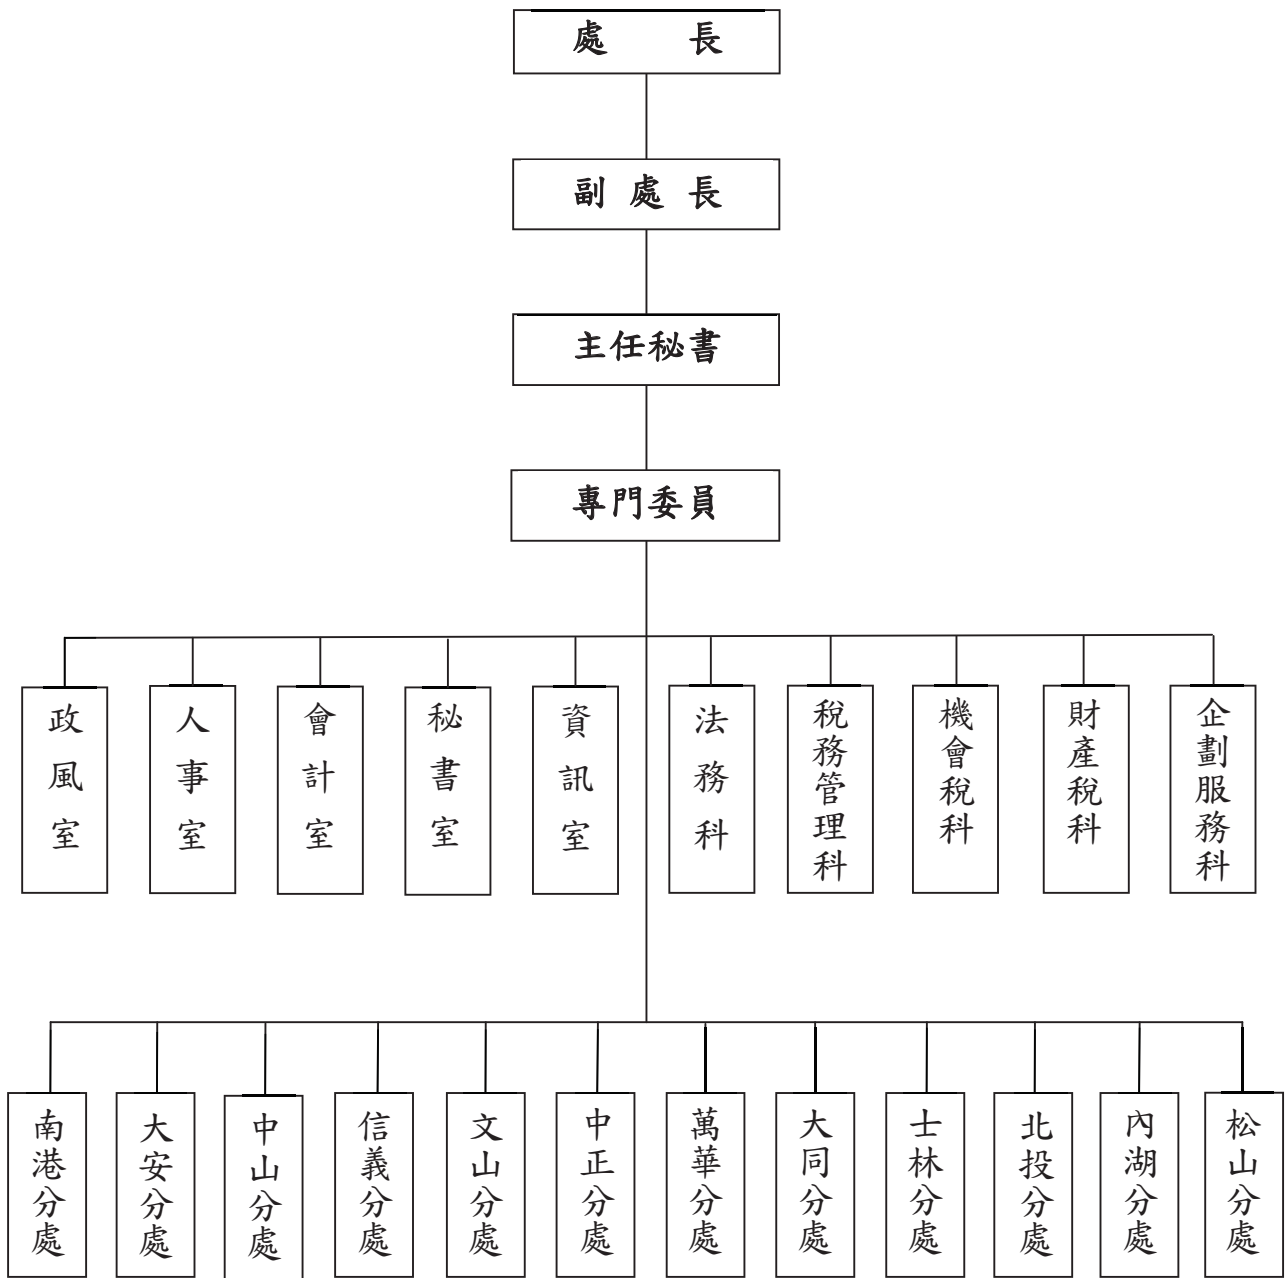 處 長
副 處 長
主任秘書
專門委員
政風室
人事室
會計室
秘書室
資訊室
法務科
稅務管理科
機會稅科
財產稅科
企劃服務科
南港分處
大安分處
中山分處
信義分處
文山分處
中正分處
萬華分處
大同分處
士林分處
北投分處
內湖分處
松山分處